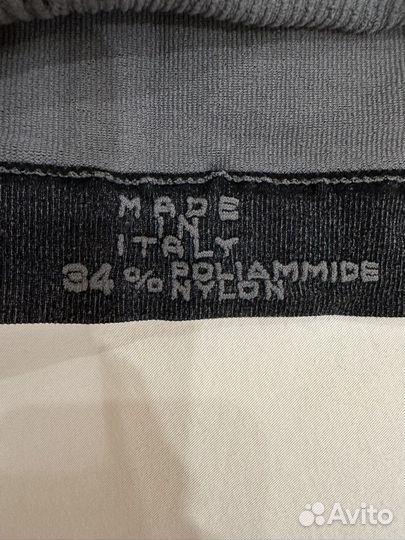 MADE
IN
ITALY
34% POLIAMMIDE
NYLON
Avito